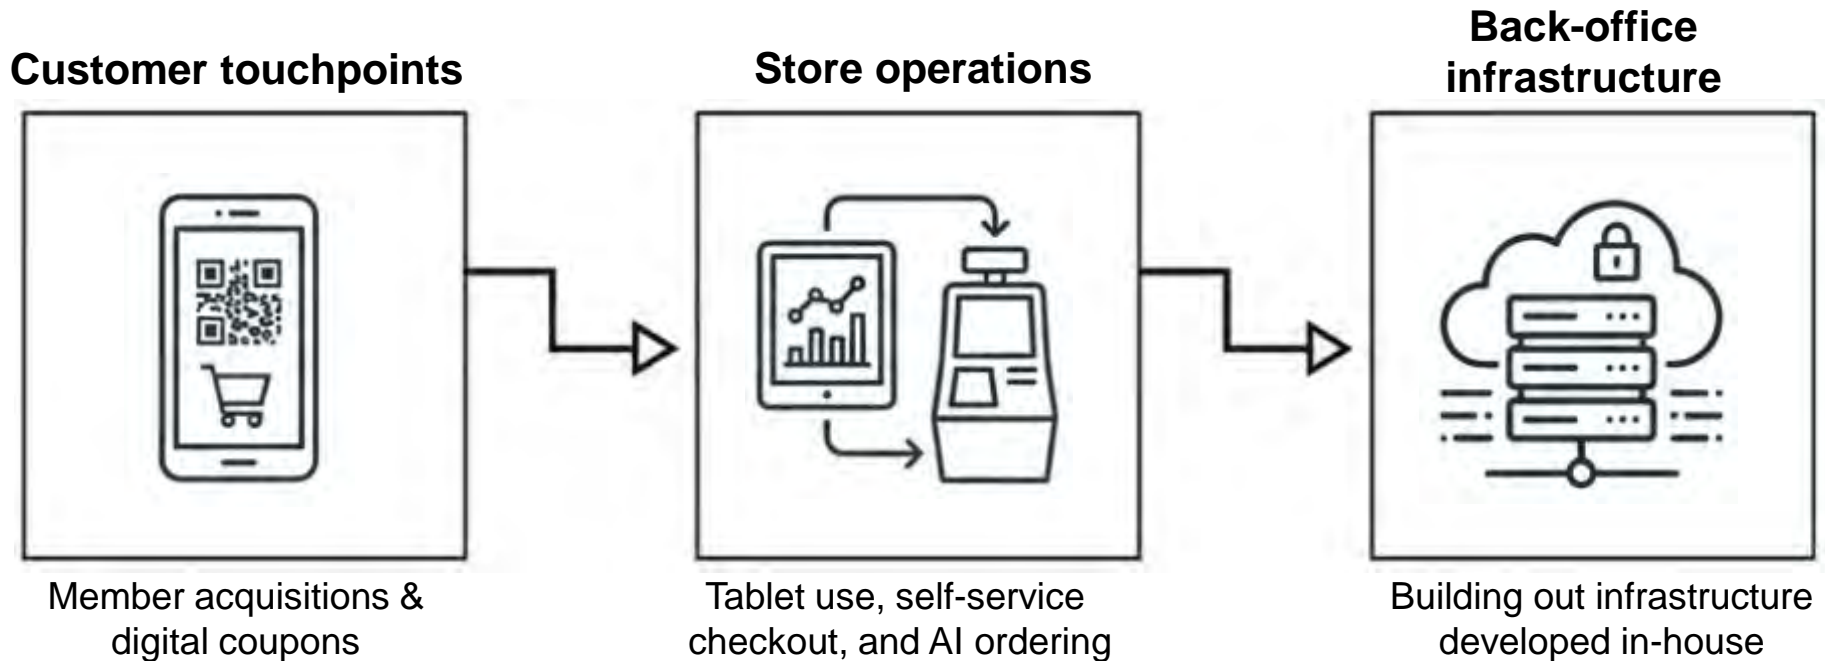 Customer touchpoints
Member acquisitions &
digital coupons
Store operations
Tablet use, self-service
checkout, and AI ordering
Back-office
infrastructure
Building out infrastructure
developed in-house